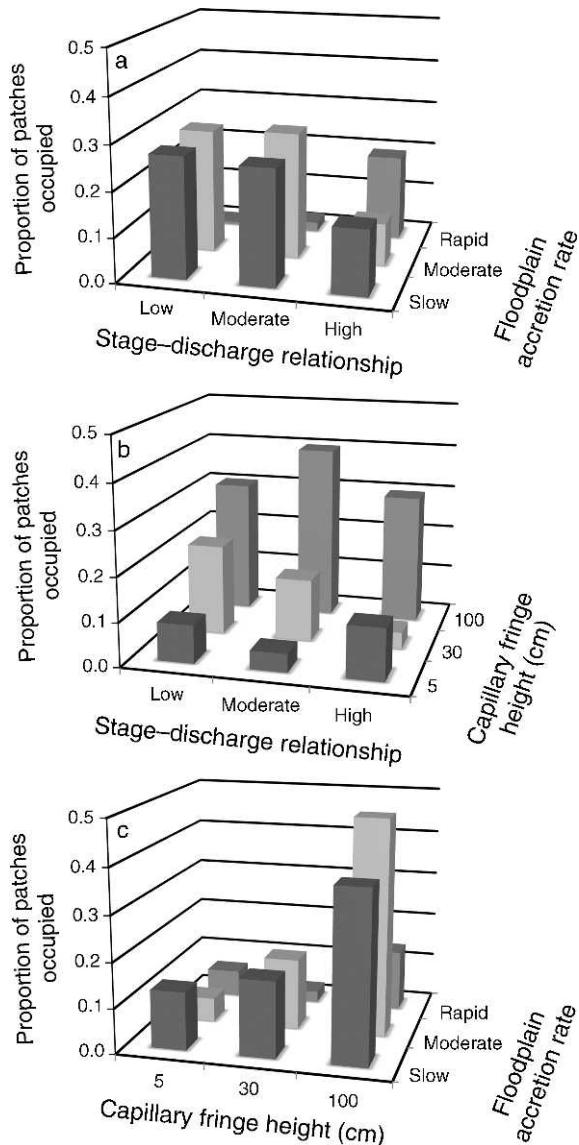 a
Proportion of patches
occupied
0.5
0.4
0.3
0.2
0.1
0.0
Low
Moderate
High
Stage–discharge relationship
Rapid
Moderate
Slow
Floodplain
accretion rate
b
Proportion of patches
occupied
0.5
0.4
0.3
0.2
0.1
0.0
Low
Moderate
High
Stage–discharge relationship
100
30
5
Capillary fringe
height (cm)
c
Proportion of patches
occupied
0.5
0.4
0.3
0.2
0.1
0.0
5
30
100
Capillary fringe height (cm)
Rapid
Moderate
Slow
Floodplain
accretion rate